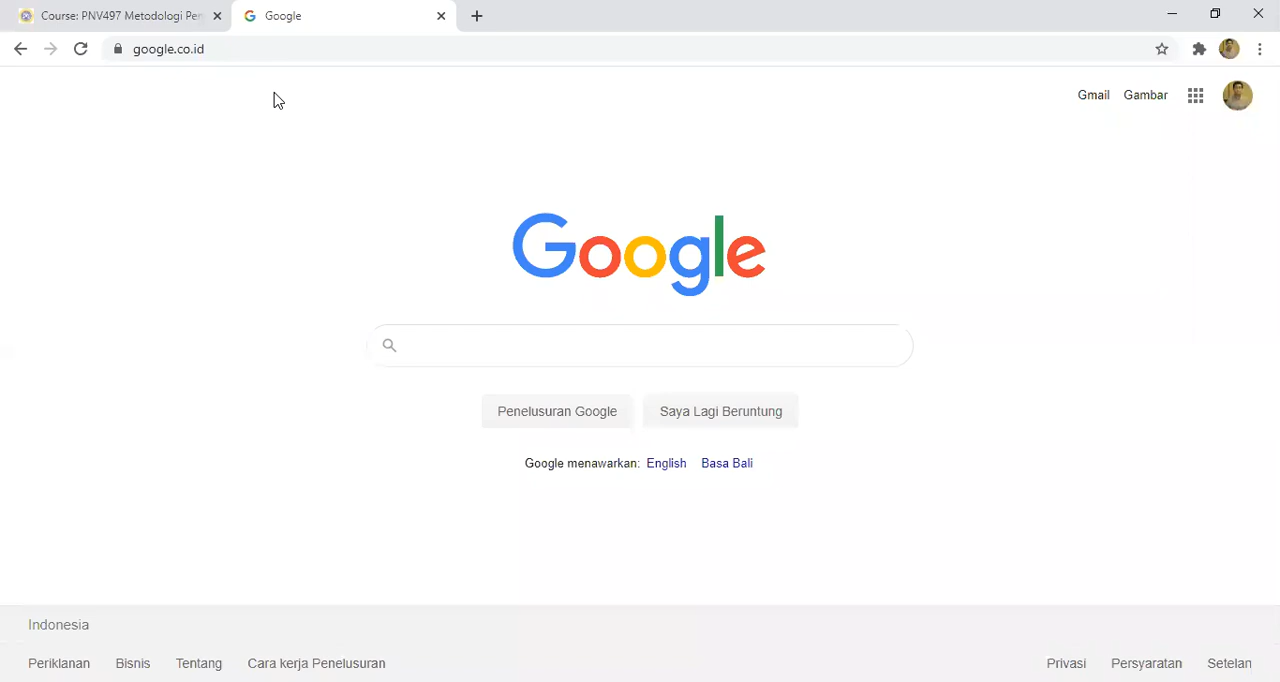 Course: PNV497 Metodologi Pen
Google
google.co.id
Gmail Gambar
Google
Penelusuran Google Saya Lagi Beruntung
Google menawarkan: English Basa Bali
Indonesia
Periklanan Bisnis Tentang Cara kerja Penelusuran Privasi Persyaratan Setelan